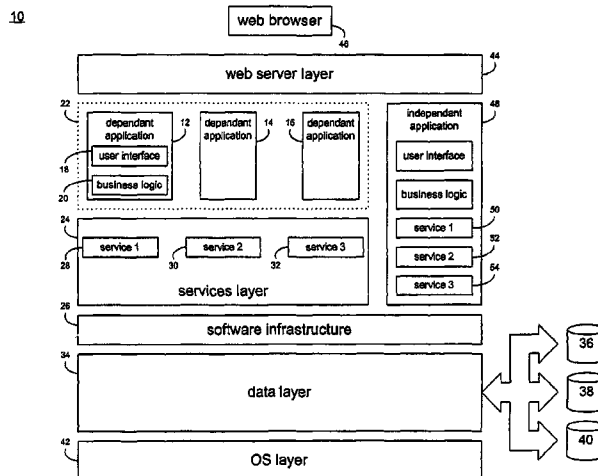 10
web browser
46
web server layer
44
22
dependant
application
12
user interface
18
business logic
20
dependant
application
14
dependant
application
16
independant
application
48
user interface
business logic
service 1
50
service 2
52
service 3
54
24
service 1
28
service 2
30
service 3
32
services layer
26
software infrastructure
34
data layer
36
38
40
42
OS layer